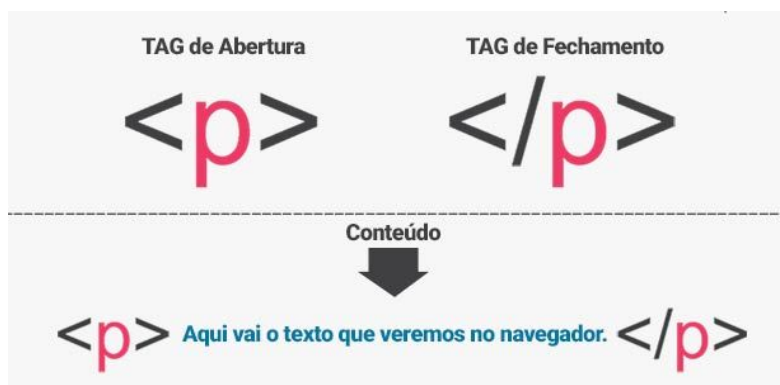 TAG de Abertura
TAG de Fechamento
<p>
</p>
Conteúdo
<p> Aqui vai o texto que veremos no navegador. </p>